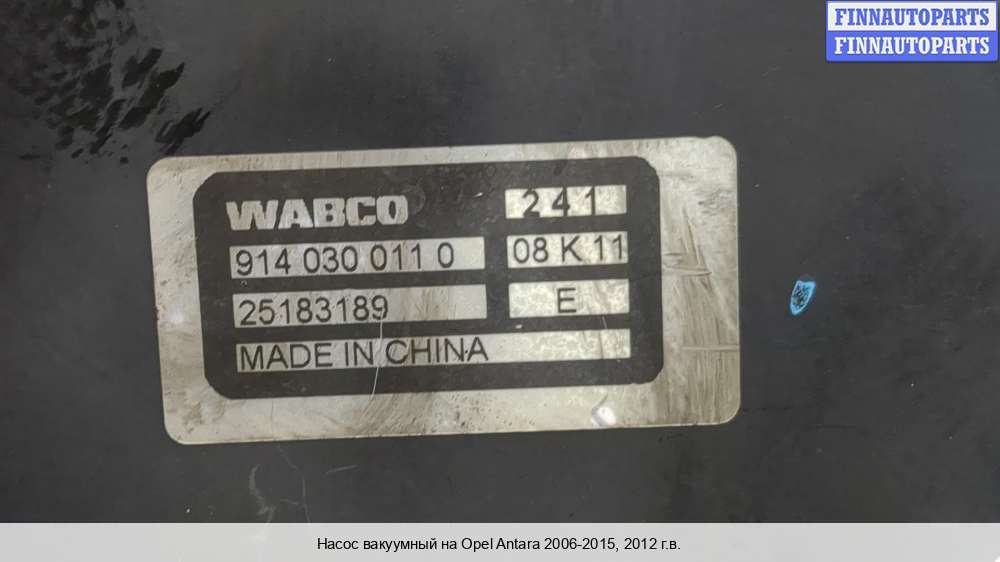 FINNAUTOPARTS
FINNAUTOPARTS
WABCO 241
914 030 011 0 08 K 11
25183189 E
MADE IN CHINA
Насос вакуумный на Opel Antara 2006-2015, 2012 г.в.